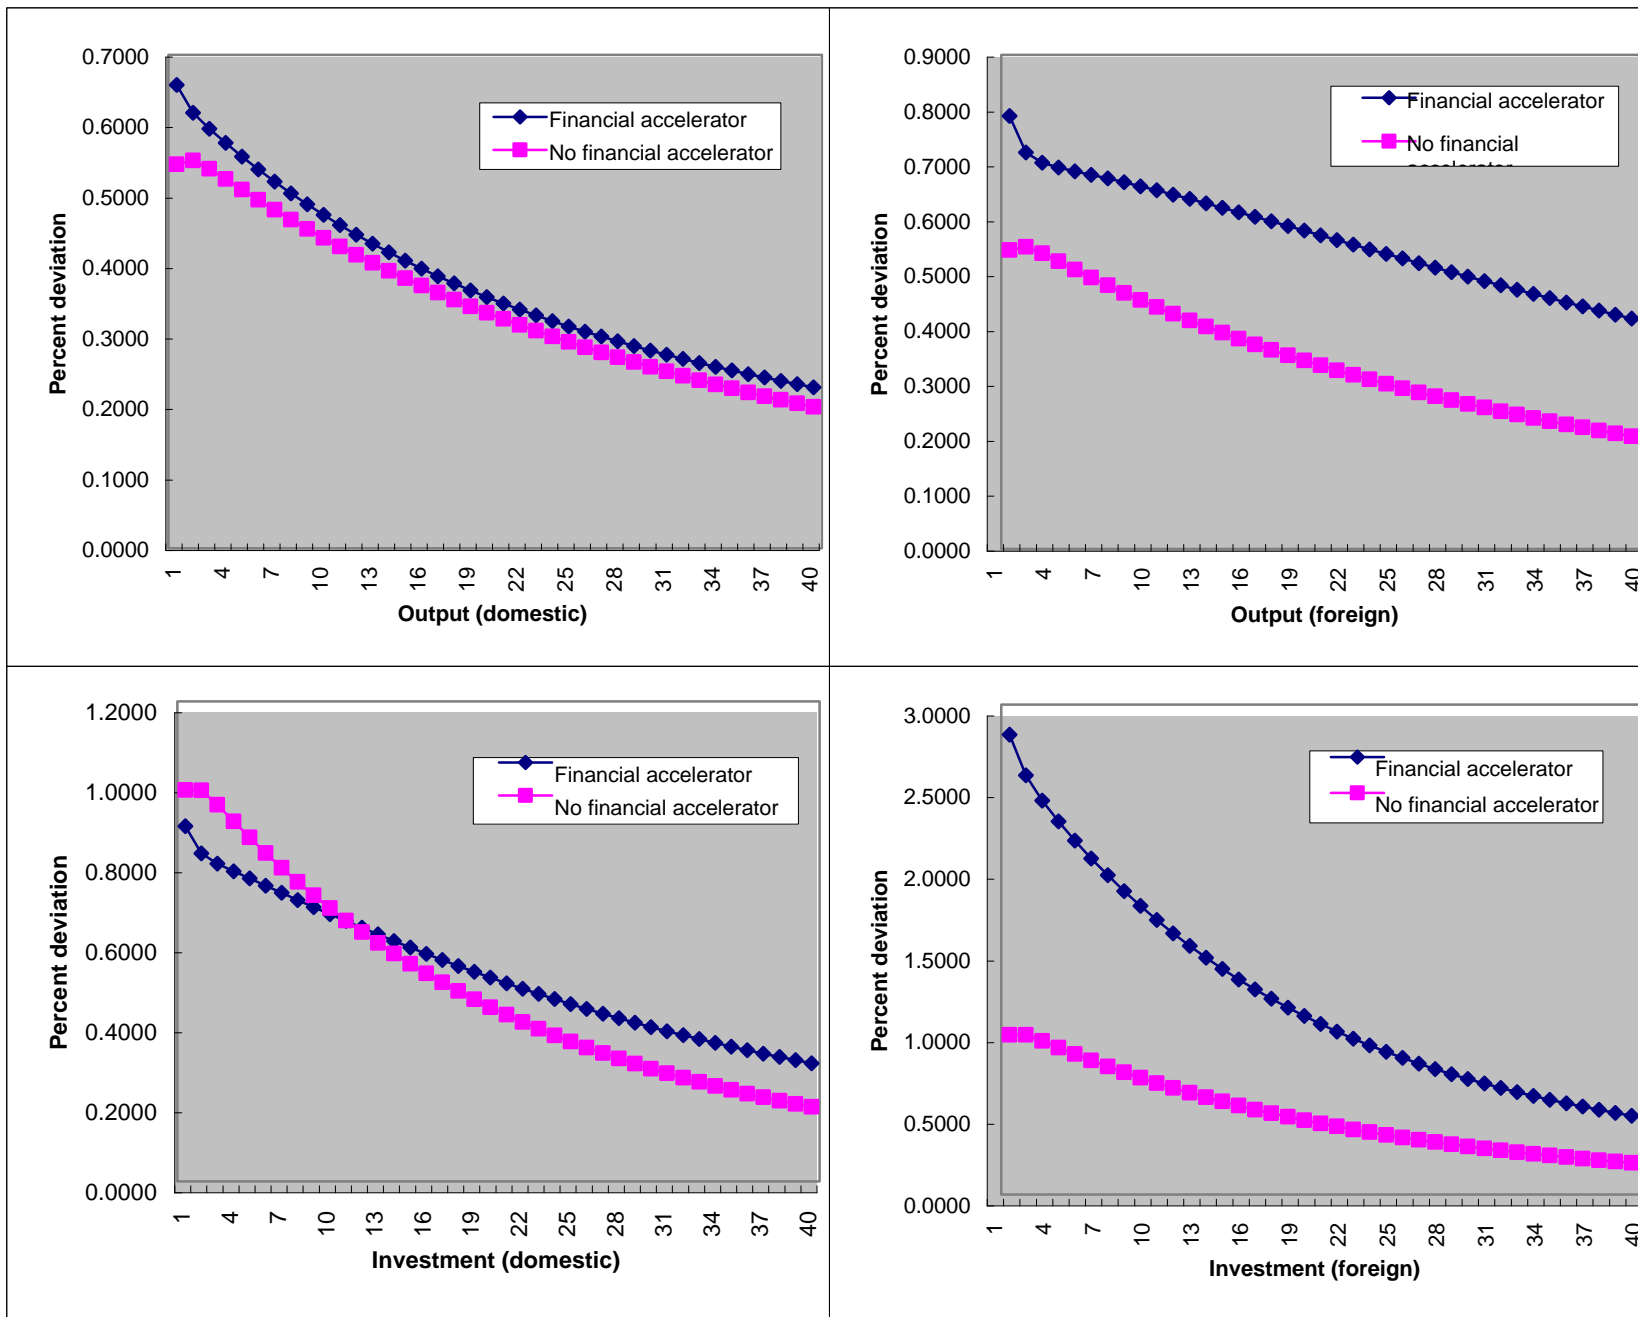 0.7000
0.6000
0.5000
0.4000
0.3000
0.2000
0.1000
0.0000
Percent deviation
Financial accelerator
No financial accelerator
1 4 7 10 13 16 19 22 25 28 31 34 37 40
Output (domestic)
0.9000
0.8000
0.7000
0.6000
0.5000
0.4000
0.3000
0.2000
0.1000
0.0000
Percent deviation
Financial accelerator
No financial
accelerator
1 4 7 10 13 16 19 22 25 28 31 34 37 40
Output (foreign)
1.2000
1.0000
0.8000
0.6000
0.4000
0.2000
0.0000
Percent deviation
Financial accelerator
No financial accelerator
1 4 7 10 13 16 19 22 25 28 31 34 37 40
Investment (domestic)
3.0000
2.5000
2.0000
1.5000
1.0000
0.5000
0.0000
Percent deviation
Financial accelerator
No financial accelerator
1 4 7 10 13 16 19 22 25 28 31 34 37 40
Investment (foreign)